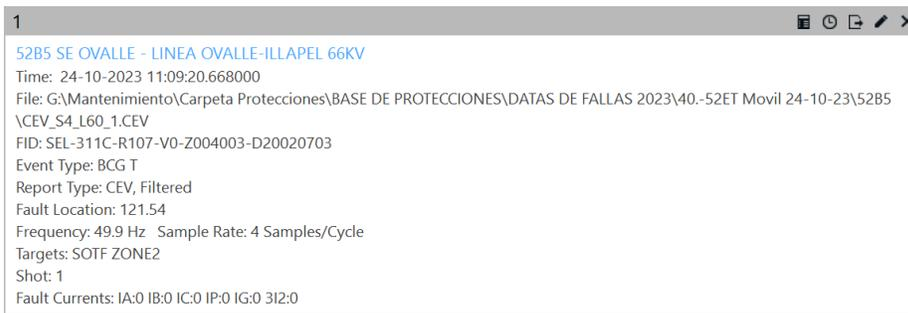 1
52B5 SE OVALLE - LINEA OVALLE-ILLAPEL 66KV
Time:  24-10-2023 11:09:20.668000
File: G:\Mantenimiento\Carpeta Protecciones\BASE DE PROTECCIONES\DATAS DE FALLAS 2023\40.-52ET Movil 24-10-23\52B5
\CEV_S4_L60_1.CEV
FID: SEL-311C-R107-V0-Z004003-D20020703
Event Type: BCG T
Report Type: CEV, Filtered
Fault Location: 121.54
Frequency: 49.9 Hz   Sample Rate: 4 Samples/Cycle
Targets: SOTF ZONE2
Shot: 1
Fault Currents: IA:0 IB:0 IC:0 IP:0 IG:0 3I2:0